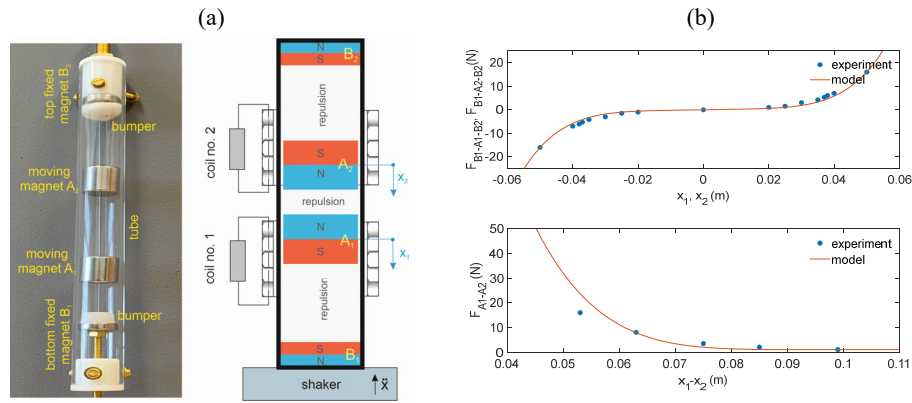 (a)
(b)
top fixed
magnet B2
bumper
moving
magnet A2
tube
moving
magnet A1
bumper
bottom fixed
magnet B1
coil no. 2
coil no. 1
N
B2
S
repulsion
S
A2
N
x2
repulsion
N
A1
S
x1
repulsion
S
B1
N
shaker
ẍ
FB1-A1-B2, FB1-A2-B2(N)
20
10
0
-10
-20
-0.06
-0.04
-0.02
0
0.02
0.04
0.06
x1, x2 (m)
experiment
model
FA1-A2(N)
50
40
30
20
10
0
0.04
0.05
0.06
0.07
0.08
0.09
0.1
0.11
x1-x2 (m)
experiment
model